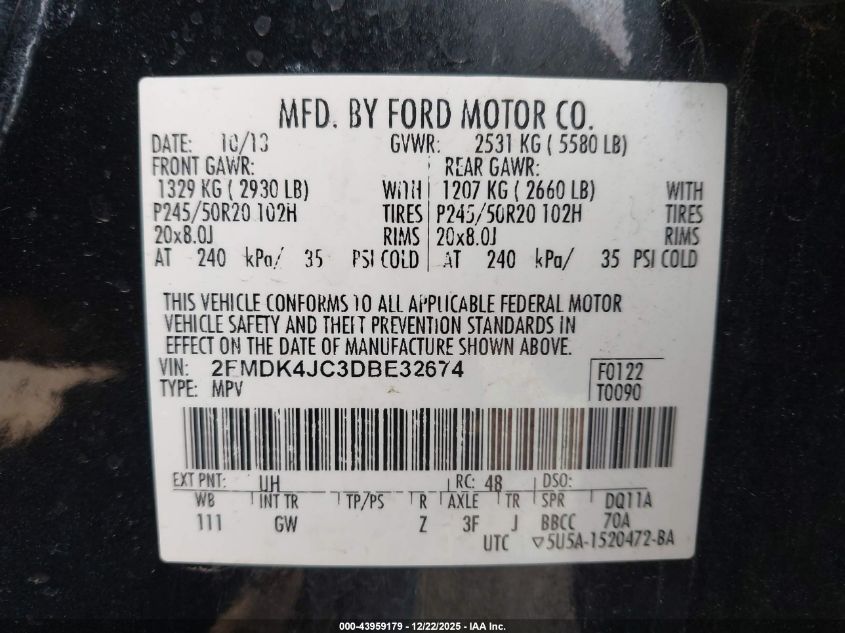 MFD. BY FORD MOTOR CO.
DATE: 10/13 GVWR: 2531 KG ( 5580 LB)
FRONT GAWR: REAR GAWR:
1329 KG ( 2930 LB) WITH 1207 KG ( 2660 LB) WITH
P245/50R20 102H TIRES P245/50R20 102H TIRES
20x8.0J RIMS 20x8.0J RIMS
AT 240 kPa/ 35 PSI COLD AT 240 kPa/ 35 PSI COLD
THIS VEHICLE CONFORMS TO ALL APPLICABLE FEDERAL MOTOR
VEHICLE SAFETY AND THEFT PREVENTION STANDARDS IN
EFFECT ON THE DATE OF MANUFACTURE SHOWN ABOVE.
VIN: 2FMDK4JC3DBE32674 F0122
TYPE: MPV T0090
EXT PNT: UH RC: 48 DSO:
WB INT TR TP/PS R AXLE TR SPR DQ11A
111 GW Z 3F J BBCC 70A
UTC ▽5U5A-1520472-BA
000-43959179 - 12/22/2025 - IAA Inc.